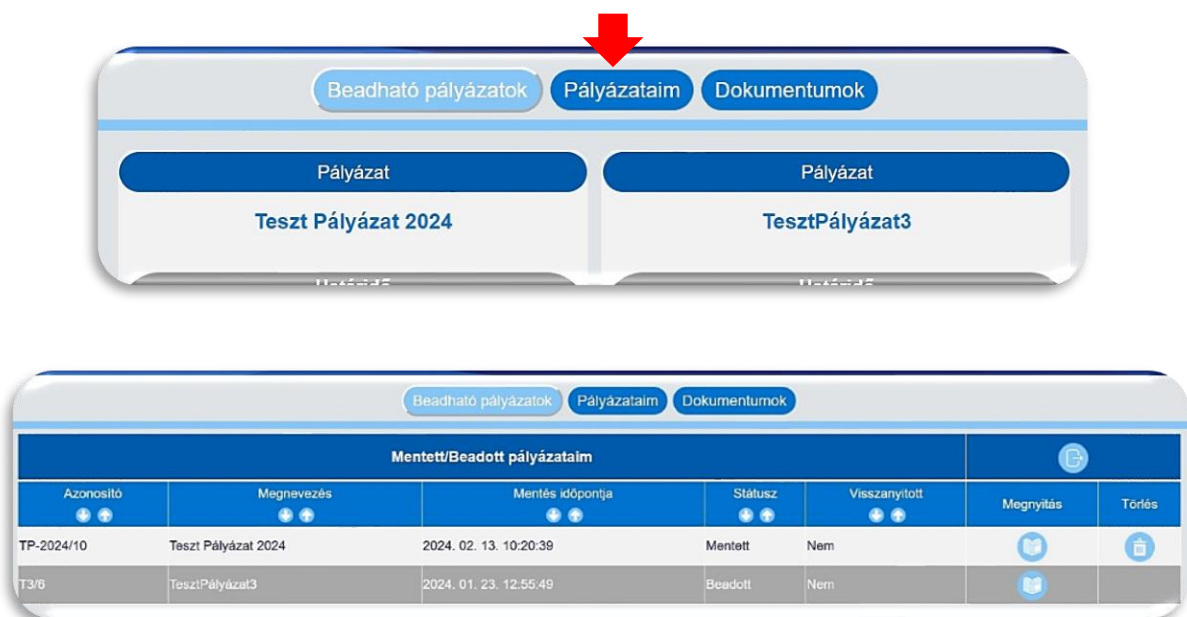 Beadható pályázatok Pályázataim Dokumentumok
Pályázat Pályázat
Teszt Pályázat 2024 TesztPályázat3
Határidő Határidő
Beadható pályázatok Pályázataim Dokumentumok
Mentett/Beadott pályázataim
Azonosító Megnevezés Mentés időpontja Státusz Visszanyitott Megnyitás Törlés
TP-2024/10 Teszt Pályázat 2024 2024. 02. 13. 10:20:39 Mentett Nem
T3/6 TesztPályázat3 2024. 01. 23. 12:55:49 Beadott Nem